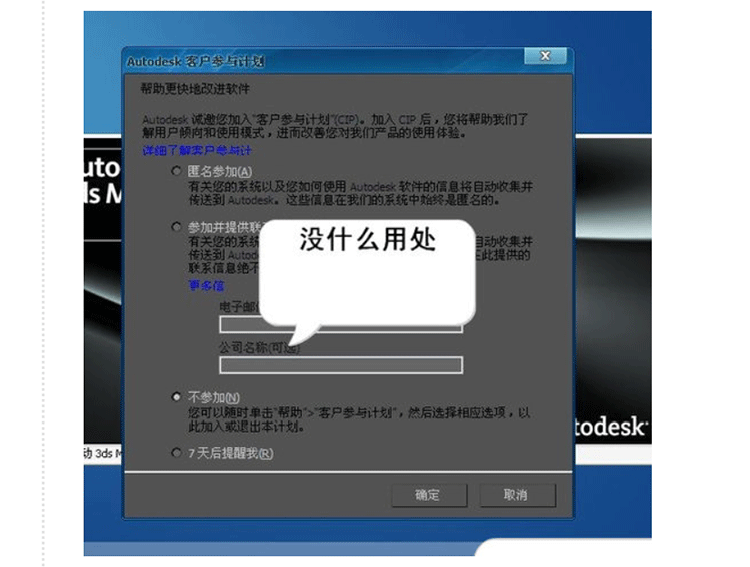 Autodesk 客户参与计划
帮助更快地改进软件
Autodesk 诚邀您加入"客户参与计划"(CIP)。加入 CIP 后，您将帮助我们了
解用户倾向和使用模式，进而改善您对我们产品的使用体验。
详细了解客户参与计
匿名参加(A)
有关您的系统以及您如何使用 Autodesk 软件的信息将自动收集并
传送到 Autodesk。这些信息在我们的系统中始终是匿名的。
参加并提供联
有关您的系统
自动收集并
传送到 Autod
此提供的
联系信息绝不
更多信
没什么用处
电子邮
公司名称(可选)
不参加(N)
您可以随时单击"帮助">"客户参与计划"，然后选择相应选项，以
此加入或退出本计划。
7 天后提醒我(R)
确定
取消
uto
ds M
todesk
动 3ds M